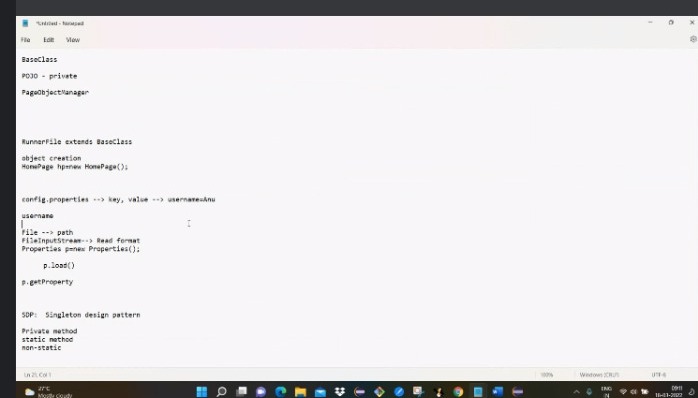 *Untitled - Notepad
File Edit View
BaseClass
POJO - private
PageObjectManager
RunnerFile extends BaseClass
object creation
HomePage hp=new HomePage();
config.properties --> key, value --> username=Anu
username
File --> path
FileInputStream--> Read format
Properties p=new Properties();
p.load()
p.getProperty
SDP: Singleton design pattern
Private method
static method
non-static
Ln 21, Col 1
100%
Windows (CRLF)
UTF-8
27°C
Mostly cloudy
ENG
IN
16-01-2022